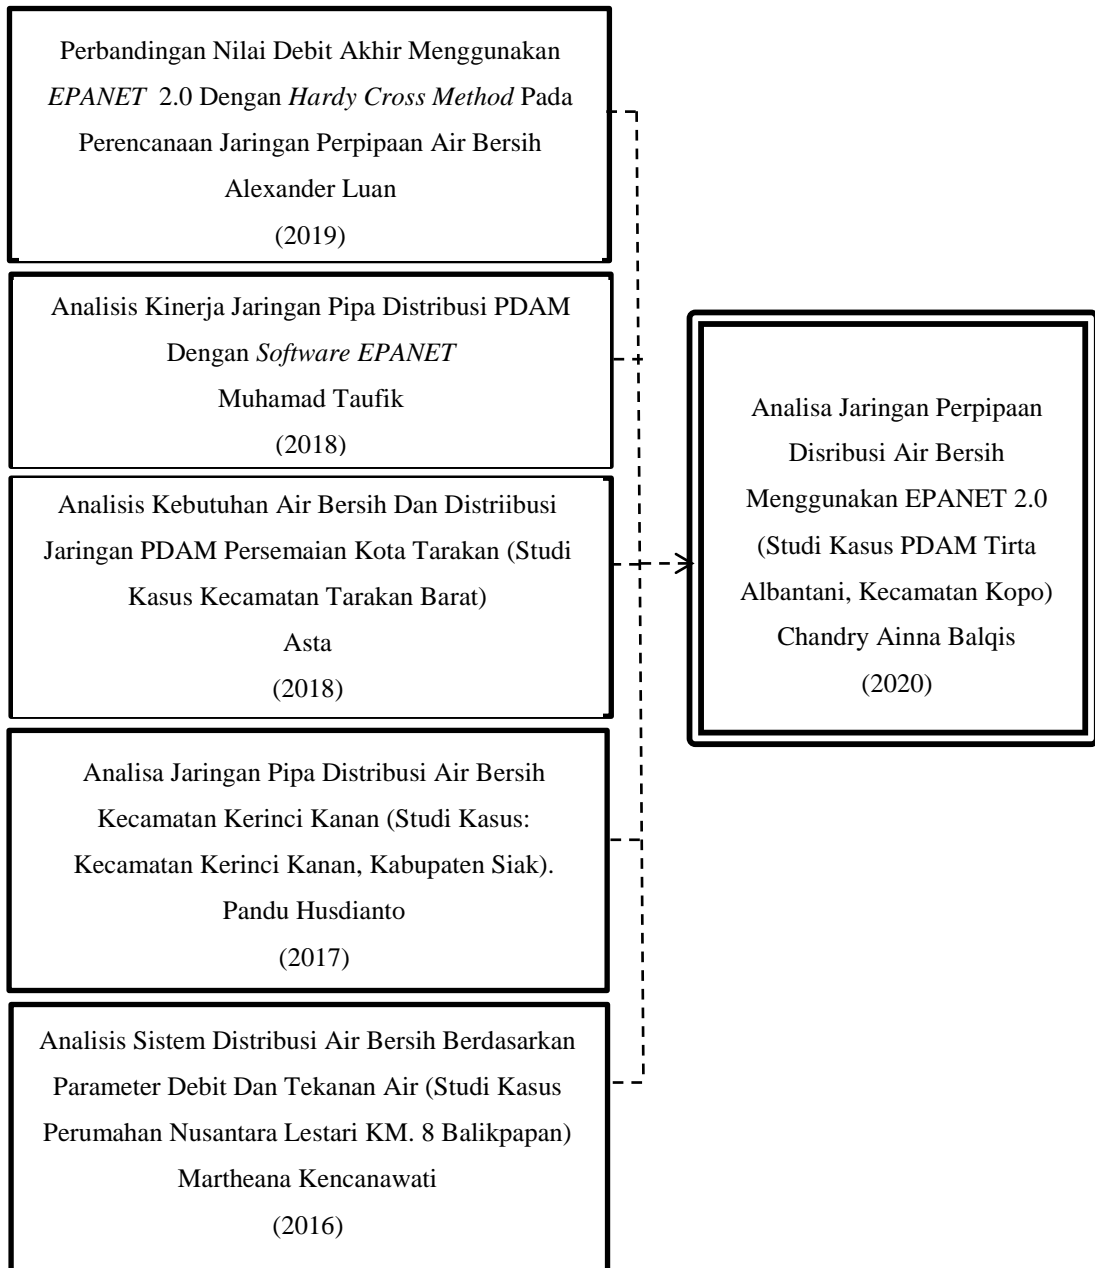 Perbandingan Nilai Debit Akhir Menggunakan
EPANET 2.0 Dengan Hardy Cross Method Pada
Perencanaan Jaringan Perpipaan Air Bersih
Alexander Luan
(2019)
Analisis Kinerja Jaringan Pipa Distribusi PDAM
Dengan Software EPANET
Muhamad Taufik
(2018)
Analisis Kebutuhan Air Bersih Dan Distriibusi
Jaringan PDAM Persemaian Kota Tarakan (Studi
Kasus Kecamatan Tarakan Barat)
Asta
(2018)
Analisa Jaringan Pipa Distribusi Air Bersih
Kecamatan Kerinci Kanan (Studi Kasus:
Kecamatan Kerinci Kanan, Kabupaten Siak).
Pandu Husdianto
(2017)
Analisis Sistem Distribusi Air Bersih Berdasarkan
Parameter Debit Dan Tekanan Air (Studi Kasus
Perumahan Nusantara Lestari KM. 8 Balikpapan)
Martheana Kencanawati
(2016)
Analisa Jaringan Perpipaan
Disribusi Air Bersih
Menggunakan EPANET 2.0
(Studi Kasus PDAM Tirta
Albantani, Kecamatan Kopo)
Chandry Ainna Balqis
(2020)